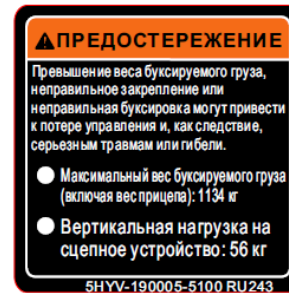 ПРЕДОСТЕРЕЖЕНИЕ
Превышение веса буксируемого груза,
неправильное закрепление или
неправильная буксировка могут привести
к потере управления и, как следствие,
серьезным травмам или гибели.
Максимальный вес буксируемого груза
(включая вес прицепа): 1134 кг
Вертикальная нагрузка на
сцепное устройство: 56 кг
5HYV-190005-5100 RU243